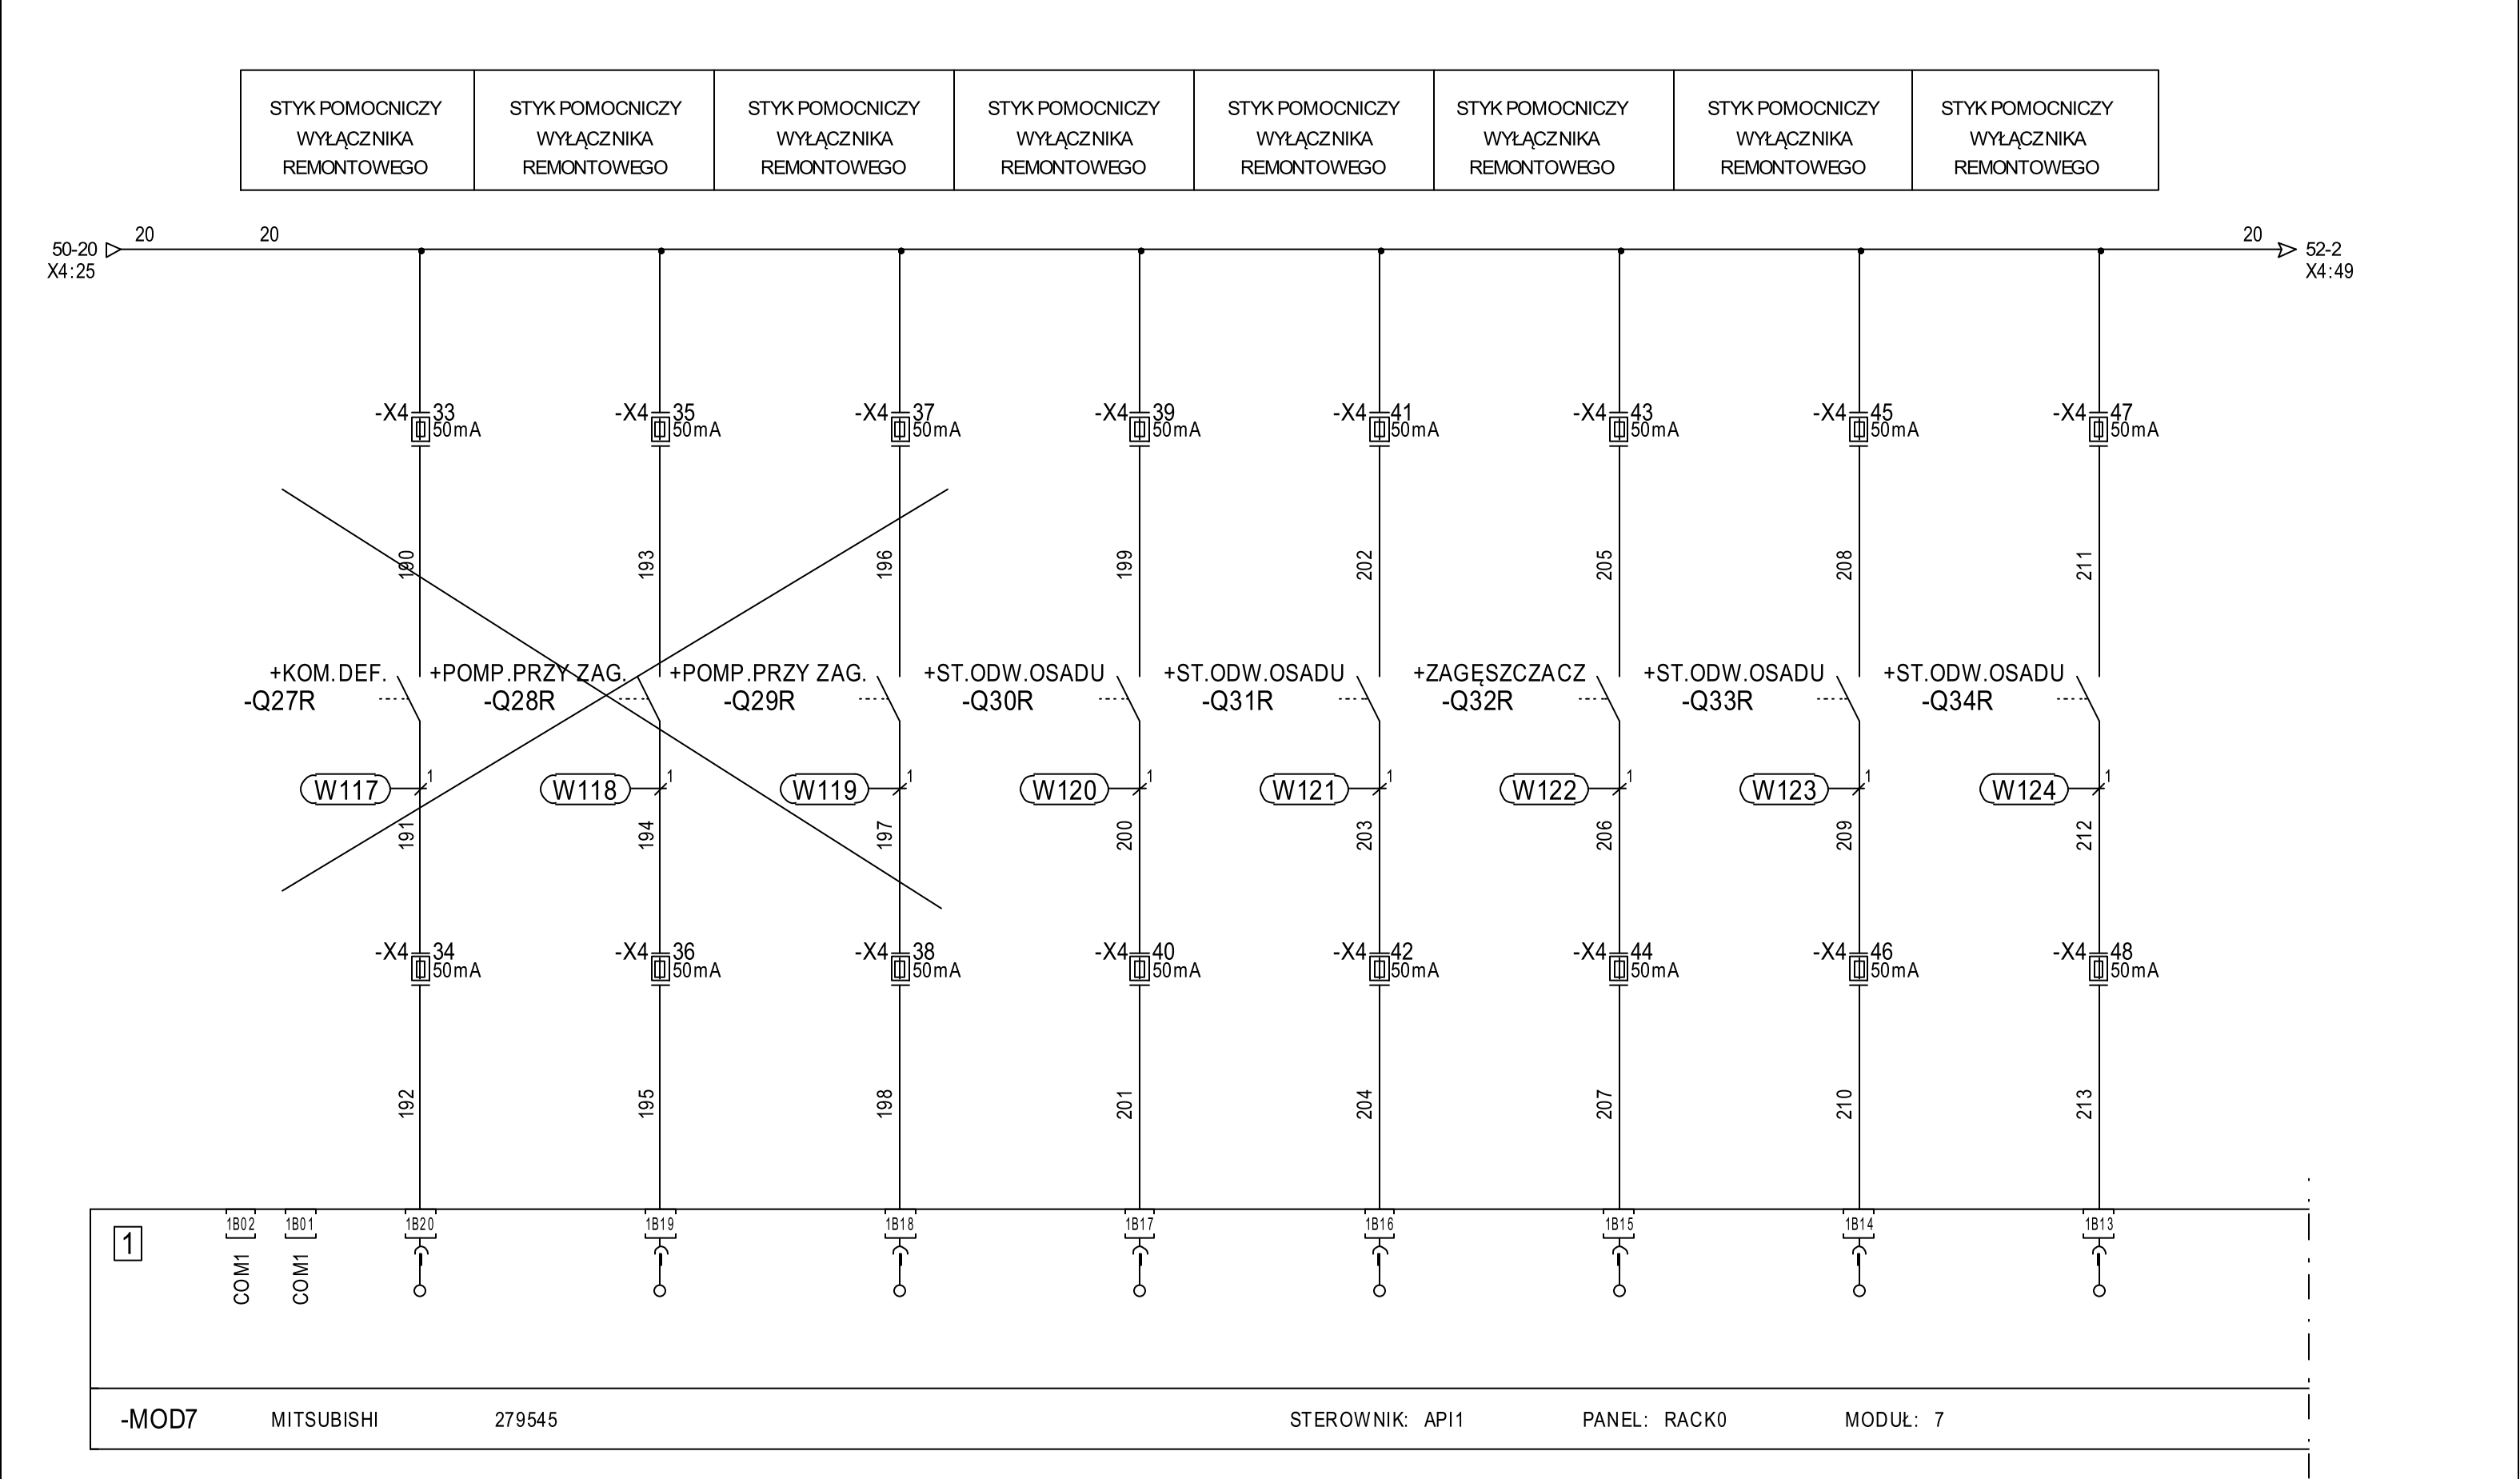 STYK POMOCZNICZY WYŁĄCZNIKA REMONTOWEGO
STYK POMOCNICZY
WYŁĄCZNIKA
REMONTOWEGO
STYK POMOCNICZY
WYŁĄCZNIKA
REMONTOWEGO
STYK POMOCNICZY
WYŁĄCZNIKA
REMONTOWEGO
STYK POMOCNICZY
WYŁĄCZNIKA
REMONTOWEGO
STYK POMOCNICZY
WYŁĄCZNIKA
REMONTOWEGO
STYK POMOCNICZY
WYŁĄCZNIKA
REMONTOWEGO
STYK POMOCNICZY
WYŁĄCZNIKA
REMONTOWEGO
50-20
X4:25
20
20
20
52-2
X4:49
-X4 33
50mA
-X4 35
50mA
-X4 37
50mA
-X4 39
50mA
-X4 41
50mA
-X4 43
50mA
-X4 45
50mA
-X4 47
50mA
190
193
196
199
202
205
208
211
+KOM.DEF.
-Q27R
+POMP.PRZY ZAG.
-Q28R
+POMP.PRZY ZAG.
-Q29R
+ST.ODW.OSADU
-Q30R
+ST.ODW.OSADU
-Q31R
+ZAGĘSZCZACZ
-Q32R
+ST.ODW.OSADU
-Q33R
+ST.ODW.OSADU
-Q34R
W117 1
W118 1
W119 1
W120 1
W121 1
W122 1
W123 1
W124 1
191
194
197
200
203
206
209
212
-X4 34
50mA
-X4 36
50mA
-X4 38
50mA
-X4 40
50mA
-X4 42
50mA
-X4 44
50mA
-X4 46
50mA
-X4 48
50mA
192
195
198
201
204
207
210
213
1
1B02
COM1
1B01
COM1
1B20
1B19
1B18
1B17
1B16
1B15
1B14
1B13
-MOD7 MITSUBISHI 279545 STEROWNIK: API1 PANEL: RACK0 MODUŁ: 7